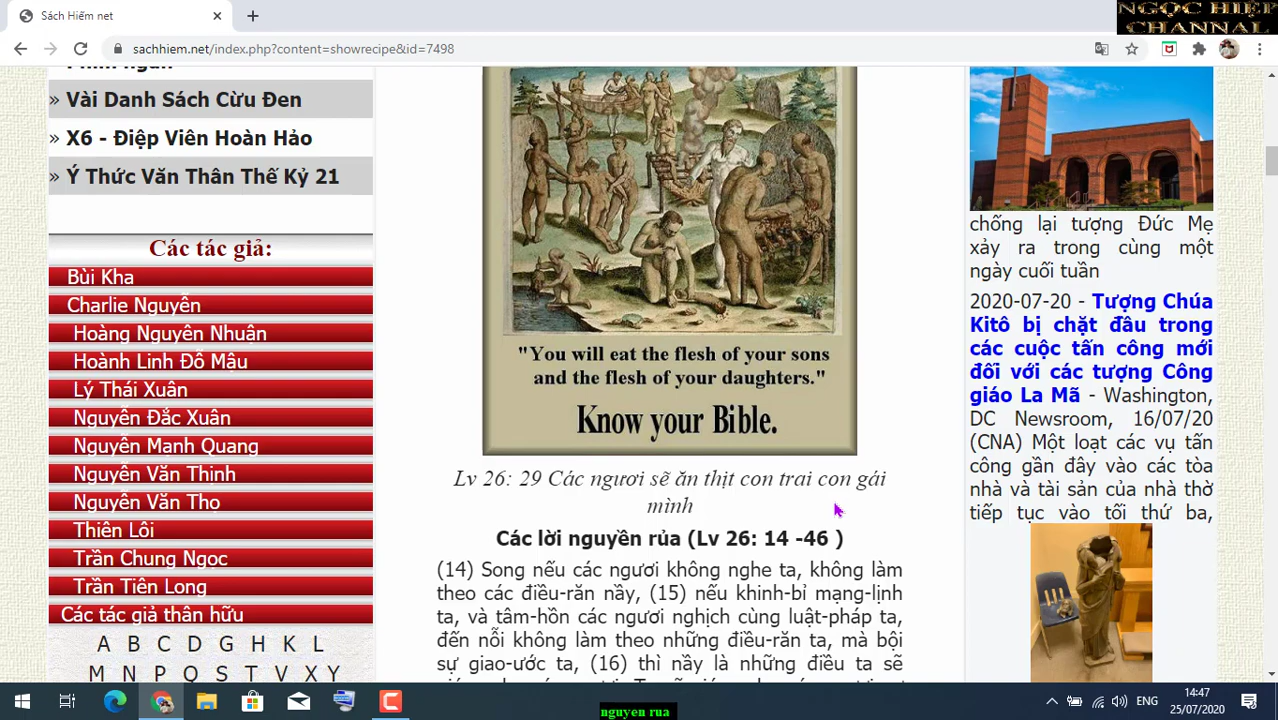 Sách Hiếm net
NGỌC HIỆP
CHANNAL
sachhiem.net/index.php?content=showrecipe&id=7498
» Vài Danh Sách Cừu Đen
» X6 - Điệp Viên Hoàn Hảo
» Ý Thức Văn Thân Thế Kỷ 21
Các tác giả:
Bùi Kha
Charlie Nguyễn
Hoàng Nguyên Nhuận
Hoành Linh Đỗ Mậu
Lý Thái Xuân
Nguyễn Đắc Xuân
Nguyễn Mạnh Quang
Nguyễn Văn Thịnh
Nguyễn Văn Thọ
Thiên Lôi
Trần Chung Ngọc
Trần Tiên Long
Các tác giả thân hữu
A B C D G H K L
M N P Q S T V X Y
"You will eat the flesh of your sons
and the flesh of your daughters."
Know your Bible.
Lv 26: 29 Các ngươi sẽ ăn thịt con trai con gái
mình
Các lời nguyền rủa (Lv 26: 14 -46 )
(14) Song nếu các ngươi không nghe ta, không làm
theo các điều-răn nầy, (15) nếu khinh-bỉ mạng-lịnh
ta, và tâm-hồn các ngươi nghịch cùng luật-pháp ta,
đến nỗi không làm theo những điều-răn ta, mà bội
sự giao-ước ta, (16) thì nầy là những điều ta sẽ
chống lại tượng Đức Mẹ
xảy ra trong cùng một
ngày cuối tuần
2020-07-20 - Tượng Chúa
Kitô bị chặt đầu trong
các cuộc tấn công mới
đối với các tượng Công
giáo La Mã - Washington,
DC Newsroom, 16/07/20
(CNA) Một loạt các vụ tấn
công gần đây vào các tòa
nhà và tài sản của nhà thờ
tiếp tục vào tối thứ ba,
ENG
14:47
25/07/2020
nguyen rua